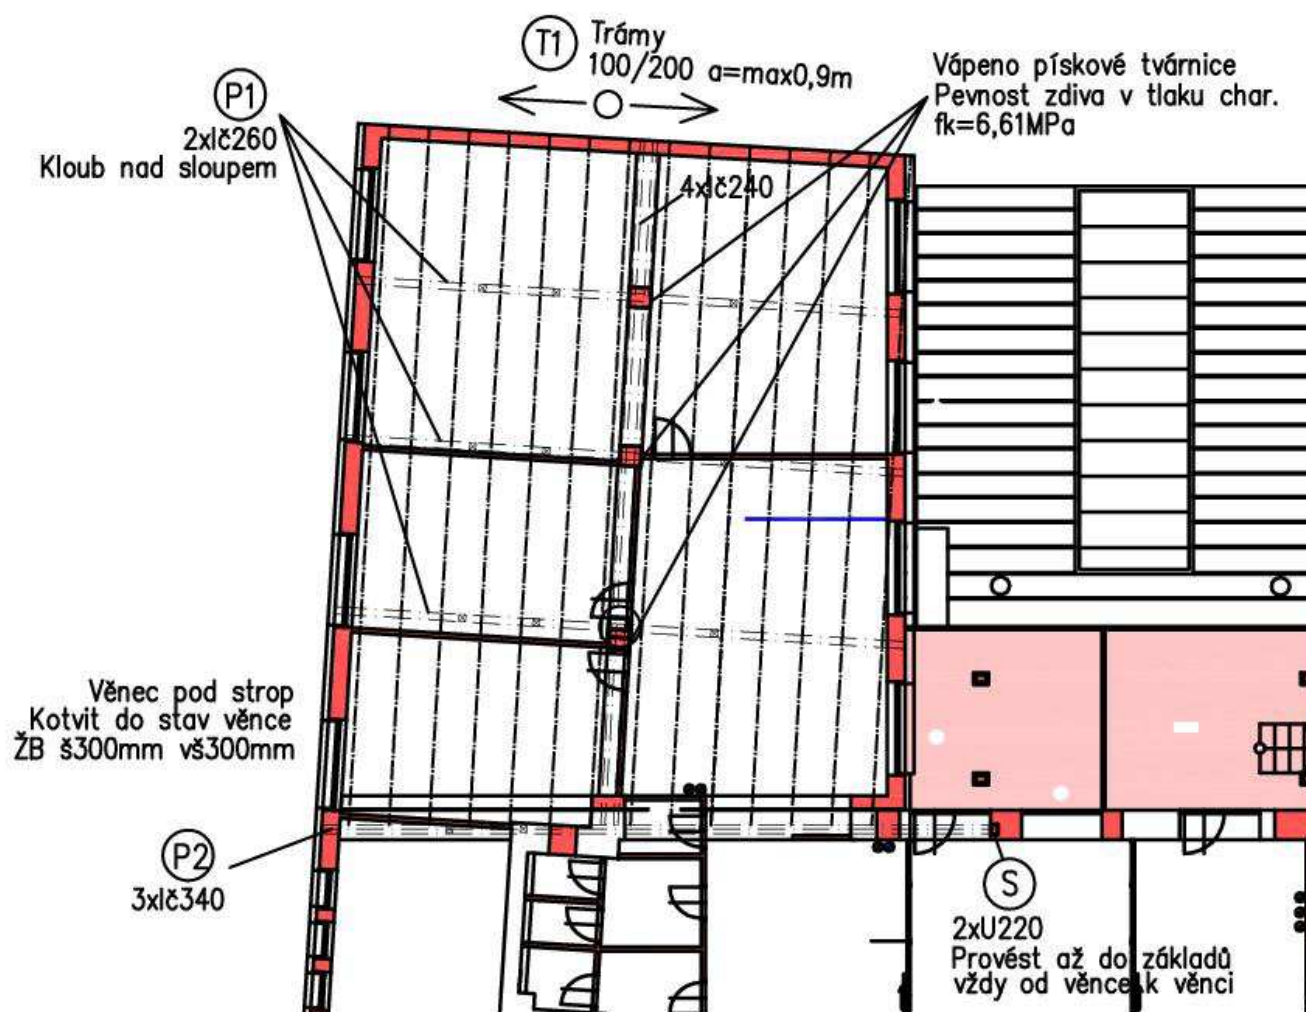 T1
Trámy
100/200 a=max0,9m
Vápeno pískové tvárnice
Pevnost zdiva v tlaku char.
fk=6,61MPa
P1
2xIč260
Kloub nad sloupem
4xIč240
Věnec pod strop
Kotvit do stav věnce
ŽB š300mm vš300mm
P2
3xIč340
S
2xU220
Provést až do základů
vždy od věnce k věnci